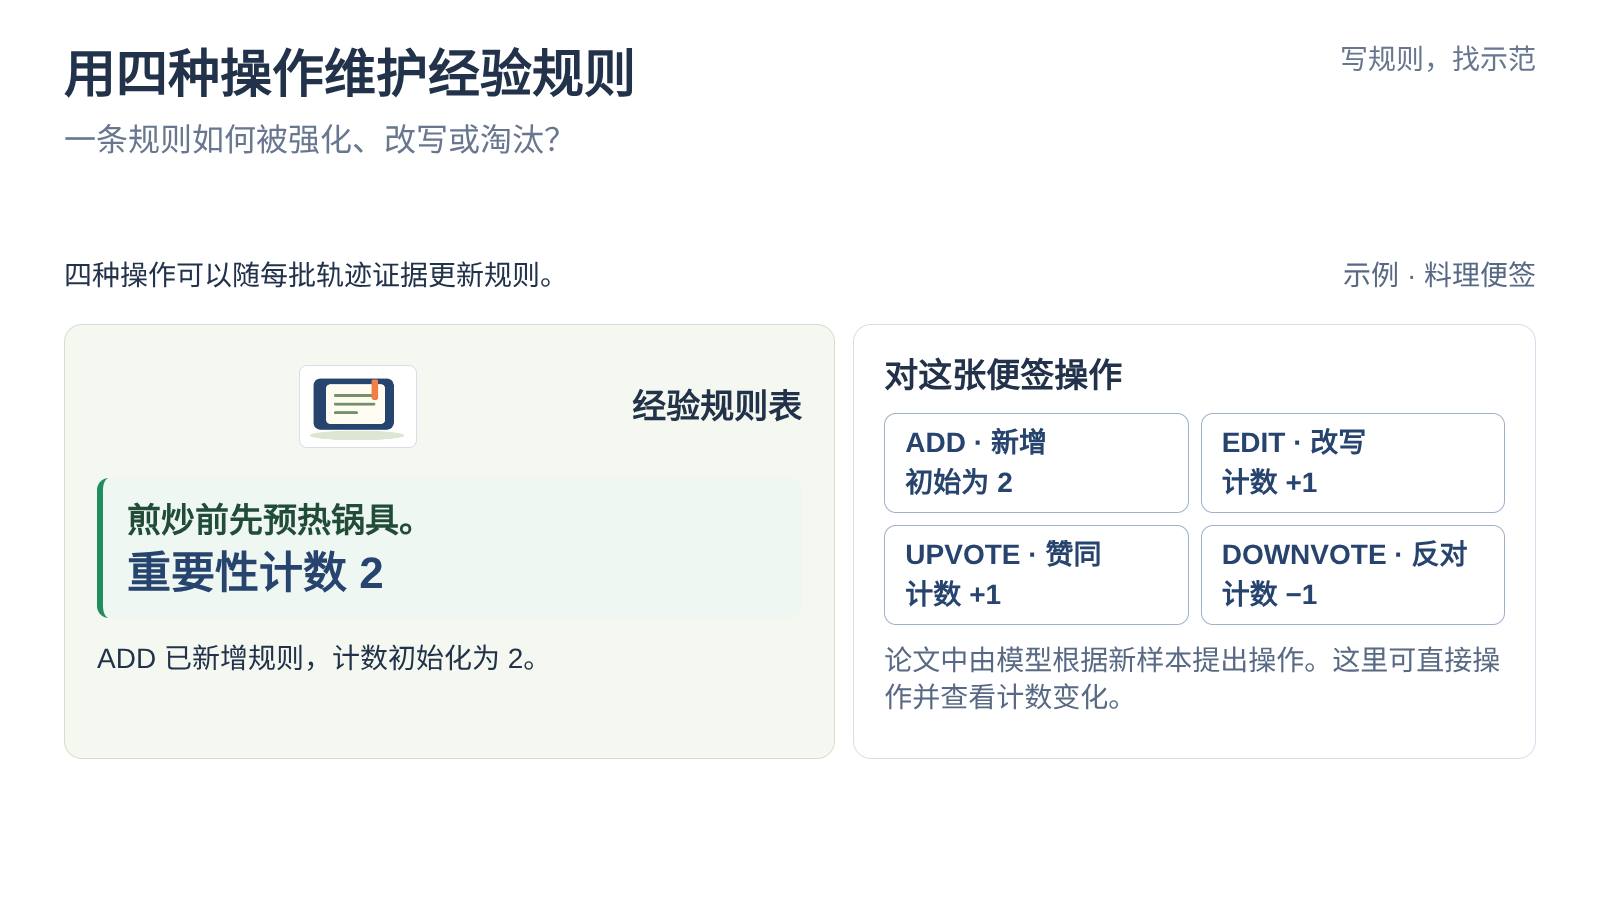 用四种操作维护经验规则
写规则，找示范
一条规则如何被强化、改写或淘汰？
四种操作可以随每批轨迹证据更新规则。
示例 · 料理便签
经验规则表
煎炒前先预热锅具。
重要性计数 2
ADD 已新增规则，计数初始化为 2。
对这张便签操作
ADD · 新增
初始为 2
EDIT · 改写
计数 +1
UPVOTE · 赞同
计数 +1
DOWNVOTE · 反对
计数 −1
论文中由模型根据新样本提出操作。这里可直接操
作并查看计数变化。